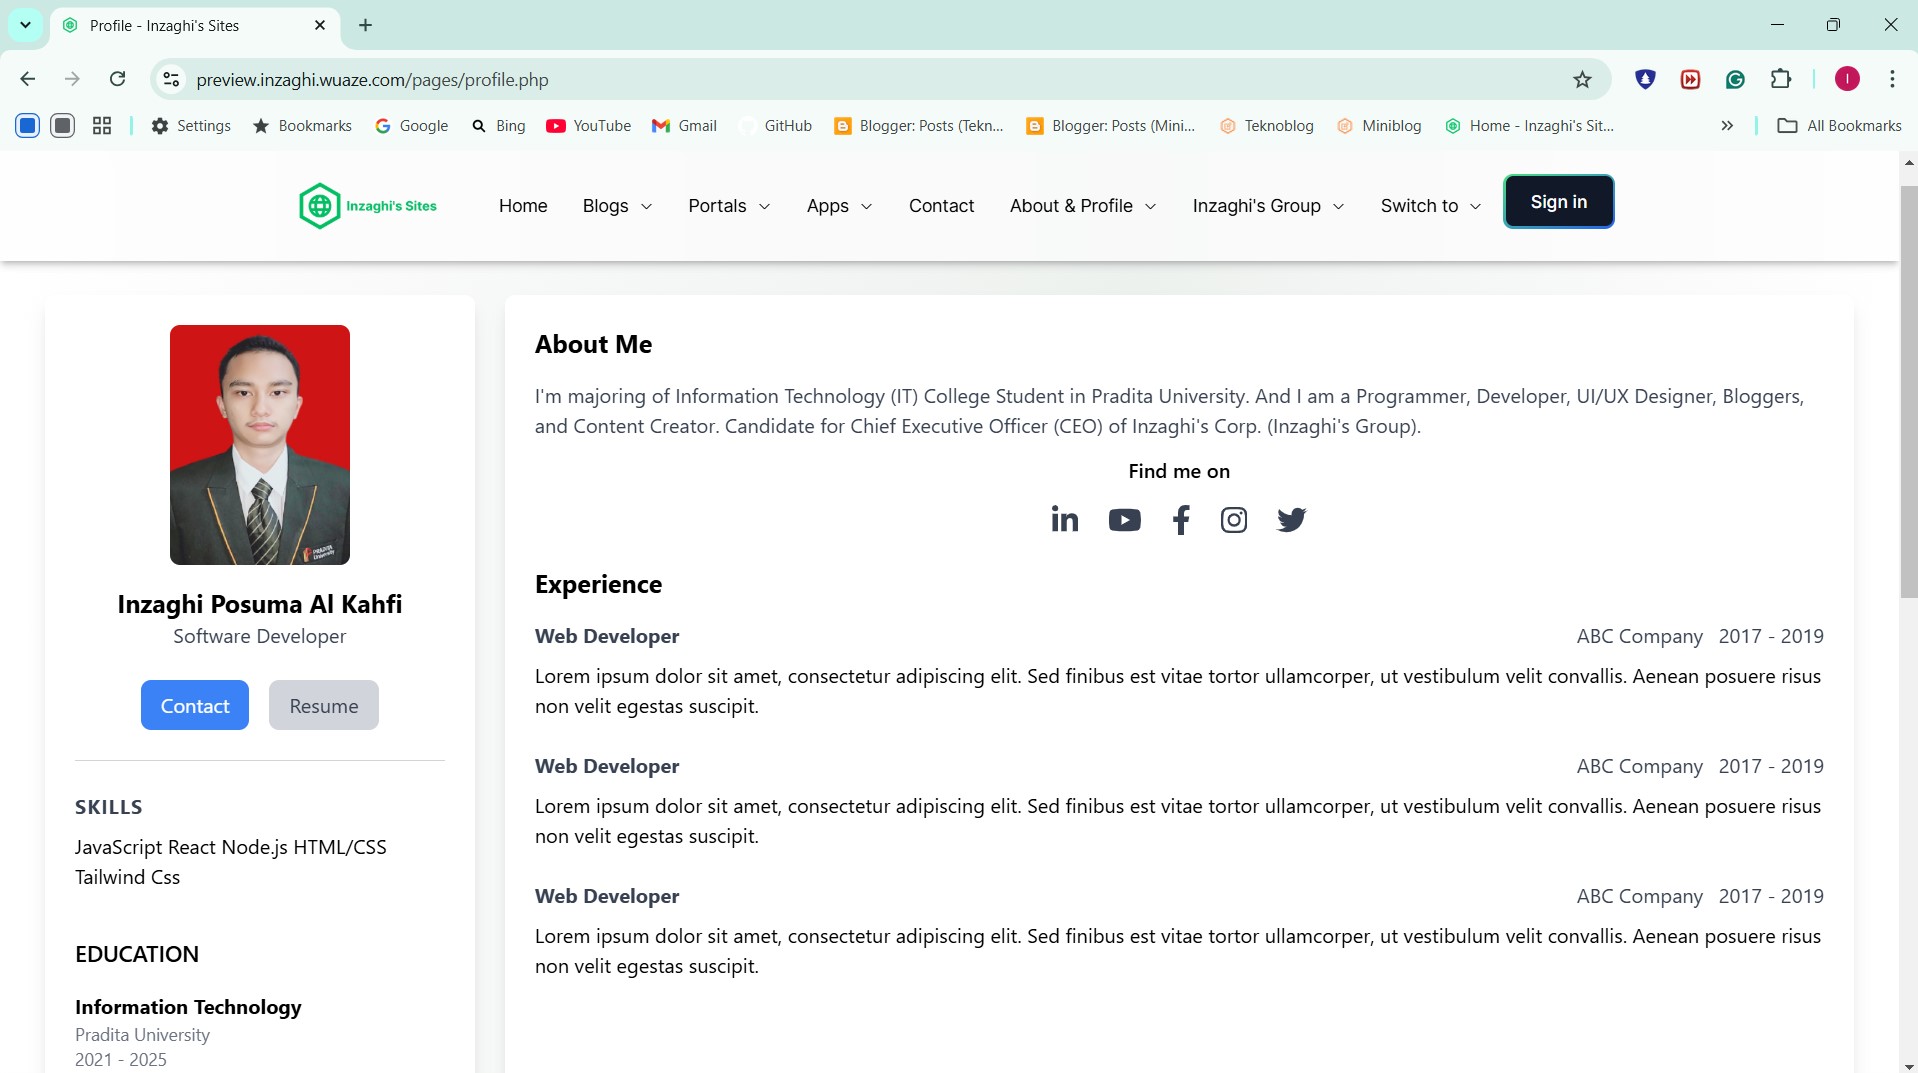 Profile - Inzaghi's Sites
preview.inzaghi.wuaze.com/pages/profile.php
I
Settings Bookmarks Google Bing YouTube Gmail GitHub Blogger: Posts (Tekn... Blogger: Posts (Mini... Teknoblog Miniblog Home - Inzaghi's Sit... All Bookmarks
Inzaghi's Sites Home Blogs Portals Apps Contact About & Profile Inzaghi's Group Switch to Sign in
PRADITA
University
Inzaghi Posuma Al Kahfi
Software Developer
Contact Resume
SKILLS
JavaScript React Node.js HTML/CSS
Tailwind Css
EDUCATION
Information Technology
Pradita University
2021 - 2025
About Me
I'm majoring of Information Technology (IT) College Student in Pradita University. And I am a Programmer, Developer, UI/UX Designer, Bloggers,
and Content Creator. Candidate for Chief Executive Officer (CEO) of Inzaghi's Corp. (Inzaghi's Group).
Find me on
Experience
Web Developer ABC Company 2017 - 2019
Lorem ipsum dolor sit amet, consectetur adipiscing elit. Sed finibus est vitae tortor ullamcorper, ut vestibulum velit convallis. Aenean posuere risus
non velit egestas suscipit.
Web Developer ABC Company 2017 - 2019
Lorem ipsum dolor sit amet, consectetur adipiscing elit. Sed finibus est vitae tortor ullamcorper, ut vestibulum velit convallis. Aenean posuere risus
non velit egestas suscipit.
Web Developer ABC Company 2017 - 2019
Lorem ipsum dolor sit amet, consectetur adipiscing elit. Sed finibus est vitae tortor ullamcorper, ut vestibulum velit convallis. Aenean posuere risus
non velit egestas suscipit.